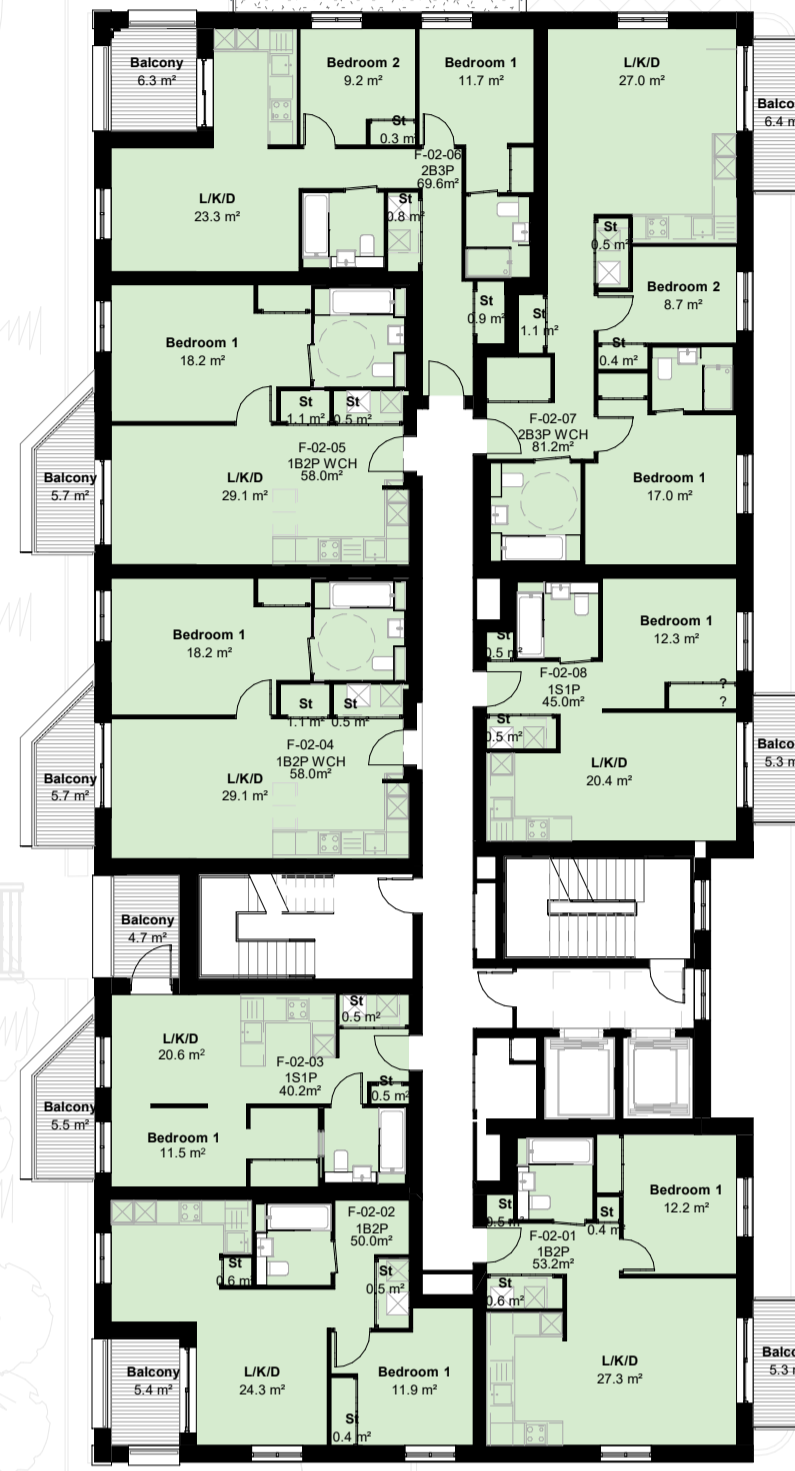 Balcony
6.3 m²
Bedroom 2
9.2 m²
St
0.3 m
Bedroom 1
11.7 m²
L/K/D
27.0 m²
Balco
6.4 m
F-02-06
2B3P
69.6m²
L/K/D
23.3 m²
St
0.8 m²
St
0.5 m²
Bedroom 2
8.7 m²
St
0.9 m²
St
1.1 m²
St
0.4 m²
Bedroom 1
18.2 m²
St
1.1 m²
St
0.5 m²
F-02-07
2B3P WCH
81.2m²
F-02-05
1B2P WCH
58.0m²
Balcony
5.7 m²
L/K/D
29.1 m²
Bedroom 1
17.0 m²
Bedroom 1
18.2 m²
St
1.1 m²
St
0.5 m²
Bedroom 1
12.3 m²
St
0.5 m²
F-02-08
1S1P
45.0m²
?
?
St
0.5 m²
F-02-04
1B2P WCH
58.0m²
Balcony
5.7 m²
L/K/D
29.1 m²
L/K/D
20.4 m²
Balco
5.3 m
Balcony
4.7 m²
St
0.5 m²
L/K/D
20.6 m²
F-02-03
1S1P
40.2m²
St
0.5 m²
Balcony
5.5 m²
Bedroom 1
11.5 m²
Bedroom 1
12.2 m²
St
0.5 m²
St
0.4 m²
F-02-02
1B2P
50.0m²
F-02-01
1B2P
53.2m²
St
0.6 m²
St
0.5 m²
St
0.6 m²
Balcony
5.4 m²
L/K/D
24.3 m²
Bedroom 1
11.9 m²
L/K/D
27.3 m²
Balco
5.3 m
St
0.4 m²